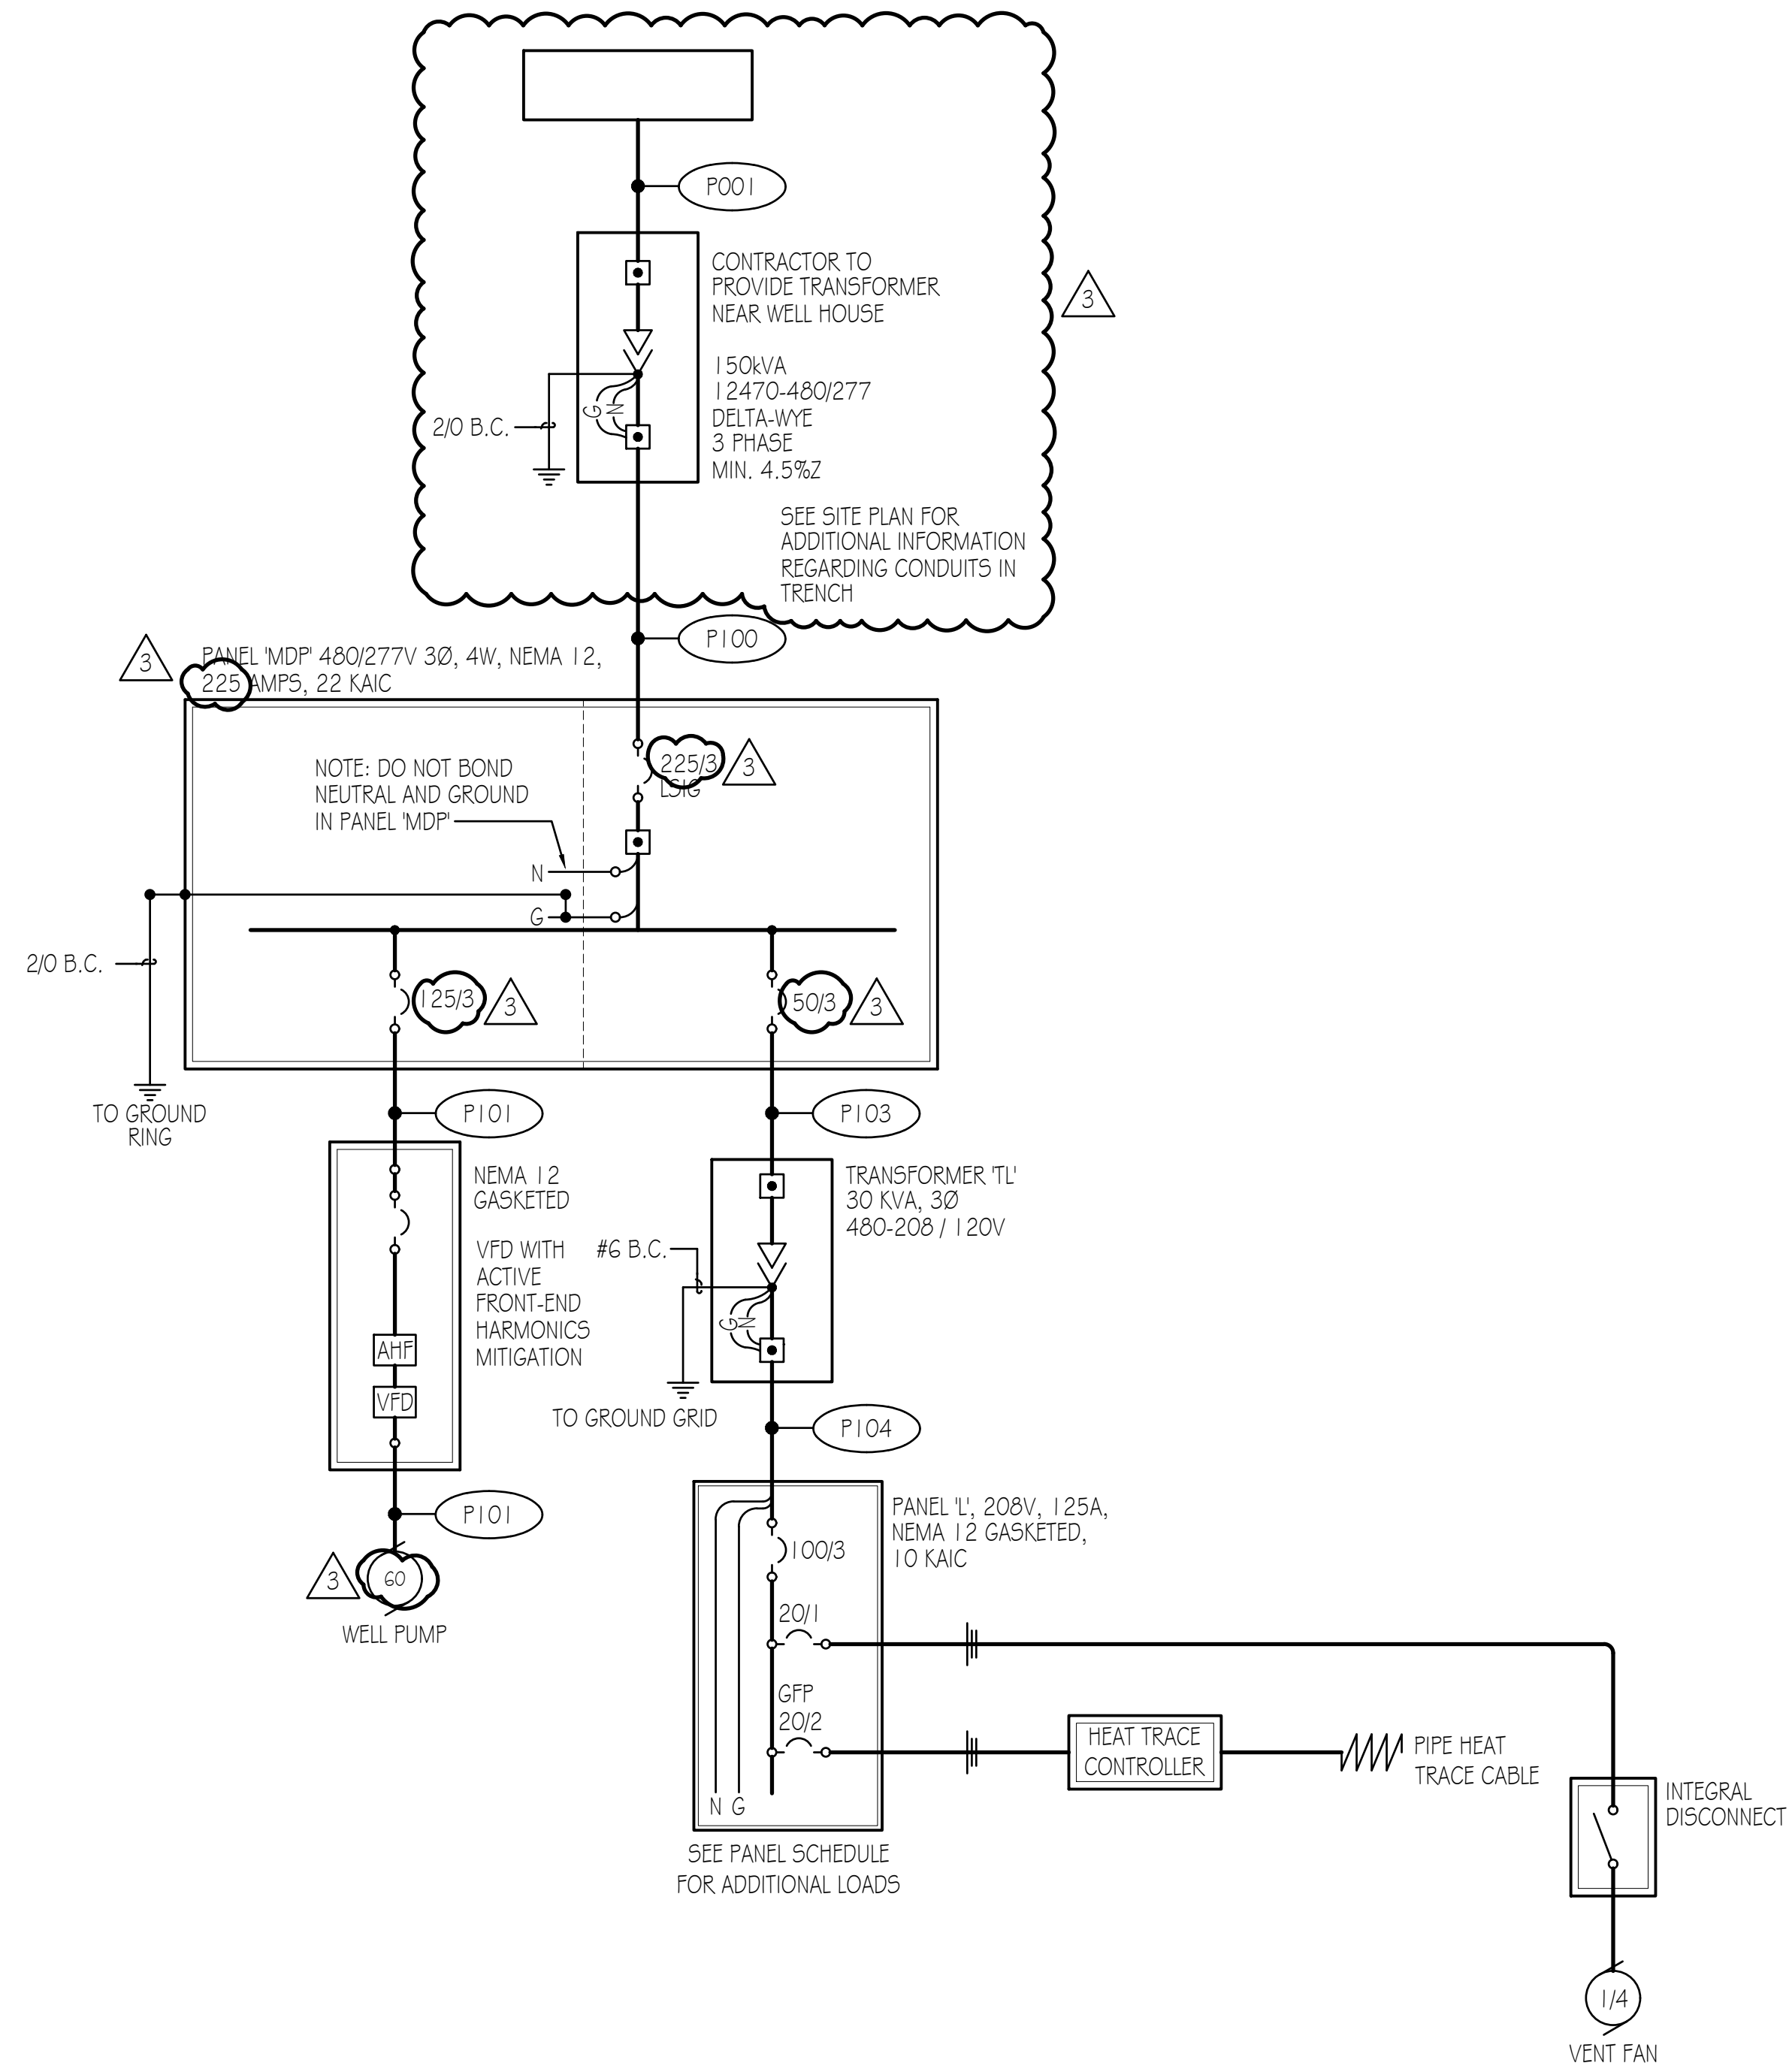 P001
CONTRACTOR TO
PROVIDE TRANSFORMER
NEAR WELL HOUSE
3
150kVA
12470-480/277
DELTA-WYE
3 PHASE
MIN. 4.5%Z
G
N
2/0 B.C.
SEE SITE PLAN FOR
ADDITIONAL INFORMATION
REGARDING CONDUITS IN
TRENCH
P100
3
PANEL 'MDP' 480/277V 3Ø, 4W, NEMA 12,
225 AMPS, 22 KAIC
225/3
LSIG
3
NOTE: DO NOT BOND
NEUTRAL AND GROUND
IN PANEL 'MDP'
N
G
2/0 B.C.
125/3
3
50/3
3
TO GROUND
RING
P101
P103
NEMA 12
GASKETED
VFD WITH
ACTIVE
FRONT-END
HARMONICS
MITIGATION
AHF
VFD
TRANSFORMER 'TL'
30 KVA, 3Ø
480-208 / 120V
#6 B.C.
G
N
TO GROUND GRID
P104
P101
3
60
WELL PUMP
PANEL 'L', 208V, 125A,
NEMA 12 GASKETED,
10 KAIC
100/3
20/1
GFP
20/2
N G
HEAT TRACE
CONTROLLER
PIPE HEAT
TRACE CABLE
INTEGRAL
DISCONNECT
SEE PANEL SCHEDULE
FOR ADDITIONAL LOADS
1/4
VENT FAN